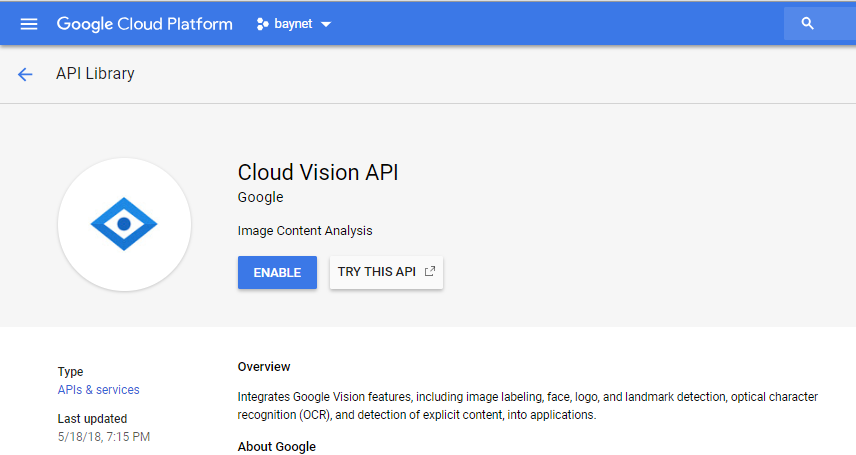 Google Cloud Platform
baynet
API Library
Cloud Vision API
Google
Image Content Analysis
ENABLE
TRY THIS API
Type
APIs & services
Last updated
5/18/18, 7:15 PM
Overview
Integrates Google Vision features, including image labeling, face, logo, and landmark detection, optical character
recognition (OCR), and detection of explicit content, into applications.
About Google